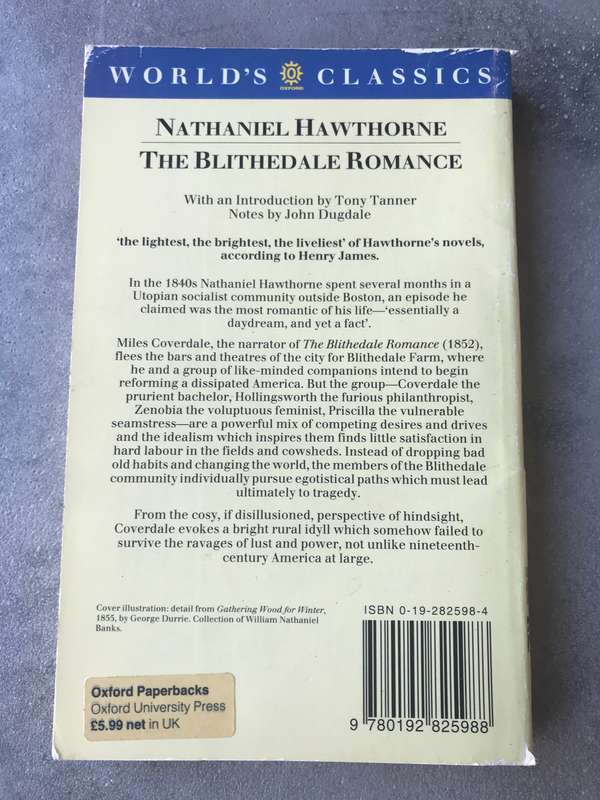 WORLD'S OXFORD CLASSICS
NATHANIEL HAWTHORNE
THE BLITHEDALE ROMANCE
With an Introduction by Tony Tanner
Notes by John Dugdale
'the lightest, the brightest, the liveliest' of Hawthorne's novels,
according to Henry James.
In the 1840s Nathaniel Hawthorne spent several months in a
Utopian socialist community outside Boston, an episode he
claimed was the most romantic of his life—'essentially a
daydream, and yet a fact'.
Miles Coverdale, the narrator of The Blithedale Romance (1852),
flees the bars and theatres of the city for Blithedale Farm, where
he and a group of like-minded companions intend to begin
reforming a dissipated America. But the group—Coverdale the
prurient bachelor, Hollingsworth the furious philanthropist,
Zenobia the voluptuous feminist, Priscilla the vulnerable
seamstress—are a powerful mix of competing desires and drives
and the idealism which inspires them finds little satisfaction in
hard labour in the fields and cowsheds. Instead of dropping bad
old habits and changing the world, the members of the Blithedale
community individually pursue egotistical paths which must lead
ultimately to tragedy.
From the cosy, if disillusioned, perspective of hindsight,
Coverdale evokes a bright rural idyll which somehow failed to
survive the ravages of lust and power, not unlike nineteenth-
century America at large.
Cover illustration: detail from Gathering Wood for Winter,
1855, by George Durrie. Collection of William Nathaniel
Banks.
ISBN 0-19-282598-4
9 780192 825988
Oxford Paperbacks
Oxford University Press
£5.99 net in UK